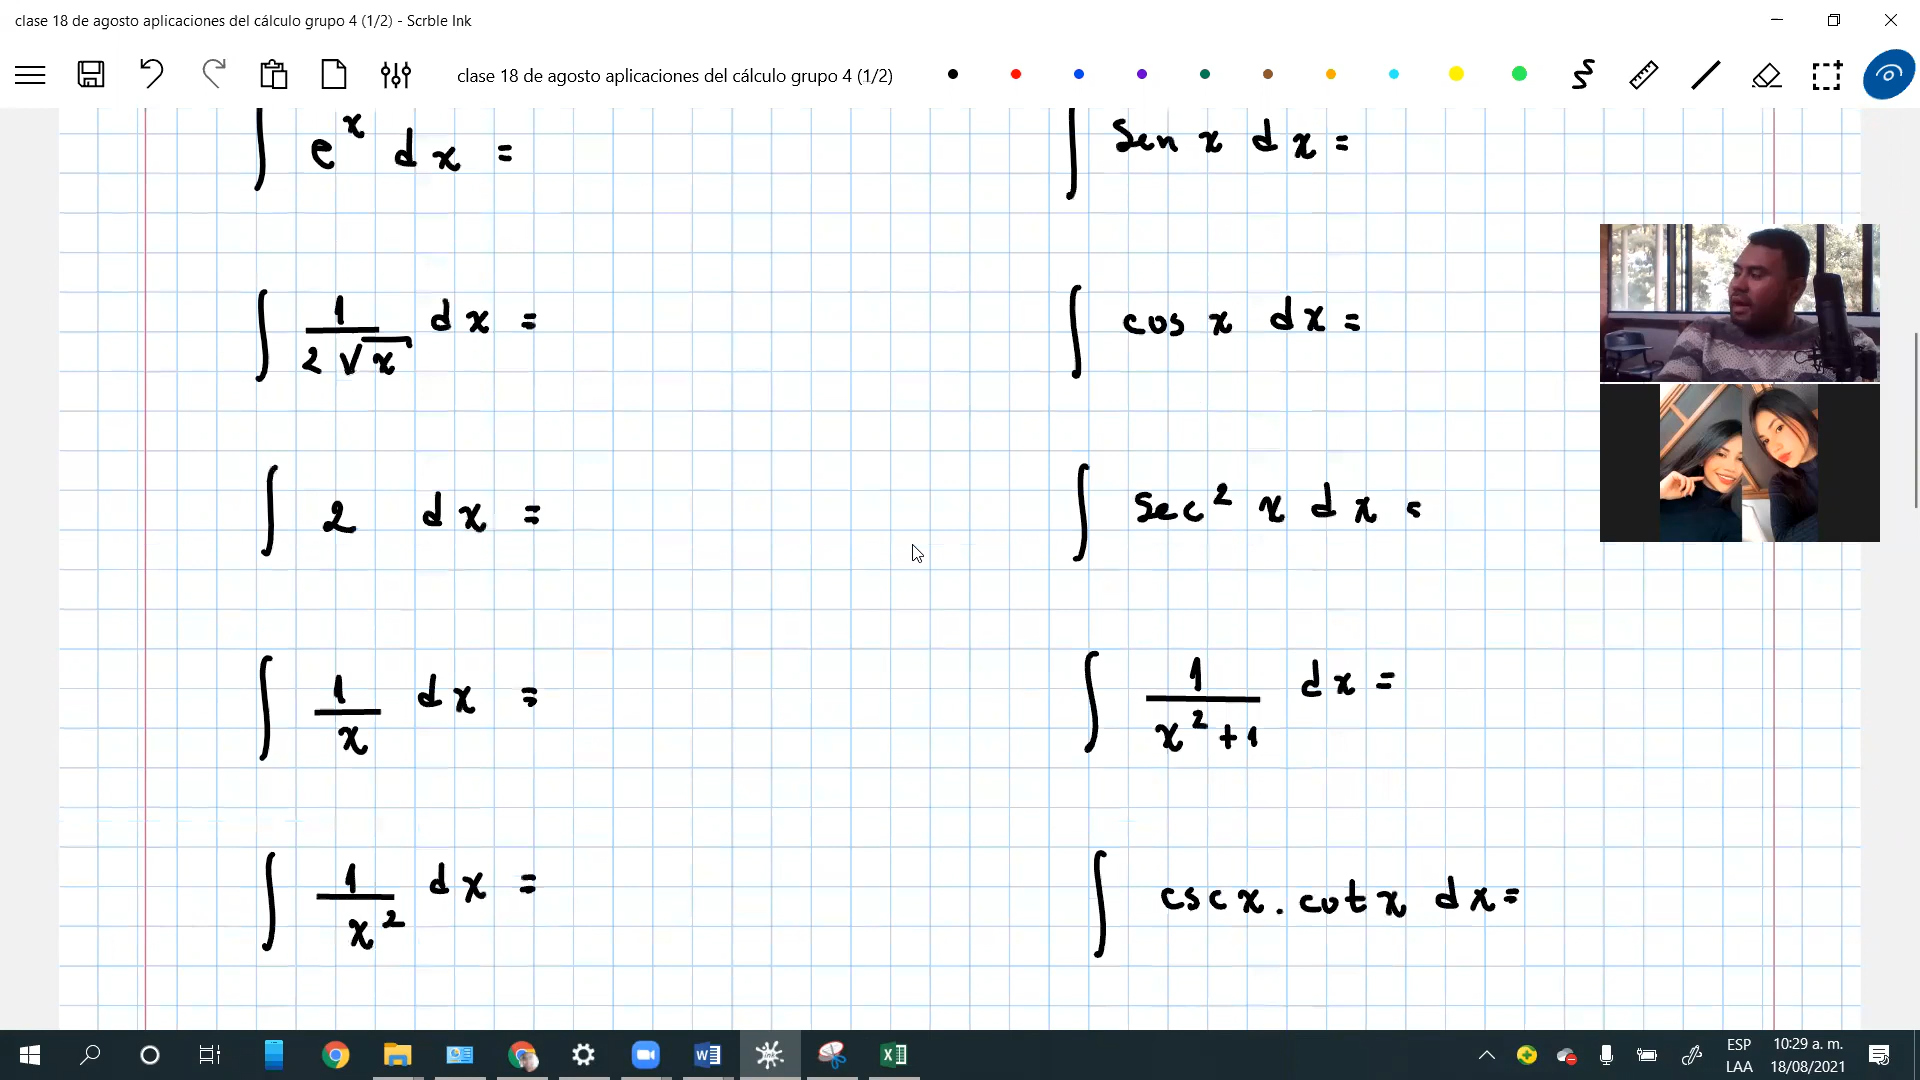 clase 18 de agosto aplicaciones del cálculo grupo 4 (1/2) - Scrble Ink
clase 18 de agosto aplicaciones del cálculo grupo 4 (1/2)
∫ e^x dx =
∫ sen x dx =
∫ 1/(2√x) dx =
∫ cos x dx =
∫ 2 dx =
∫ sec² x dx =
∫ 1/x dx =
∫ 1/(x²+1) dx =
∫ 1/x² dx =
∫ csc x . cot x dx =
ESP
LAA
10:29 a. m.
18/08/2021